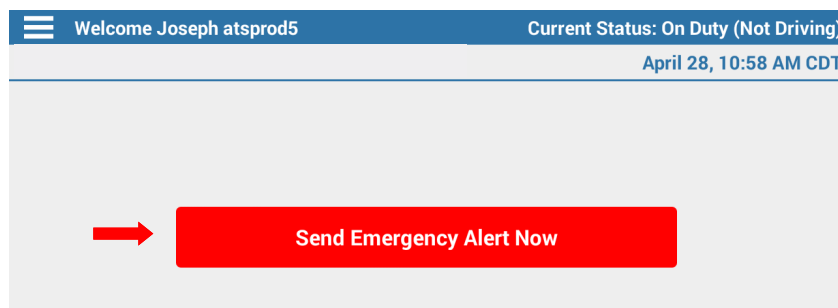 Welcome Joseph atsprod5 Current Status: On Duty (Not Driving)
April 28, 10:58 AM CDT
Send Emergency Alert Now